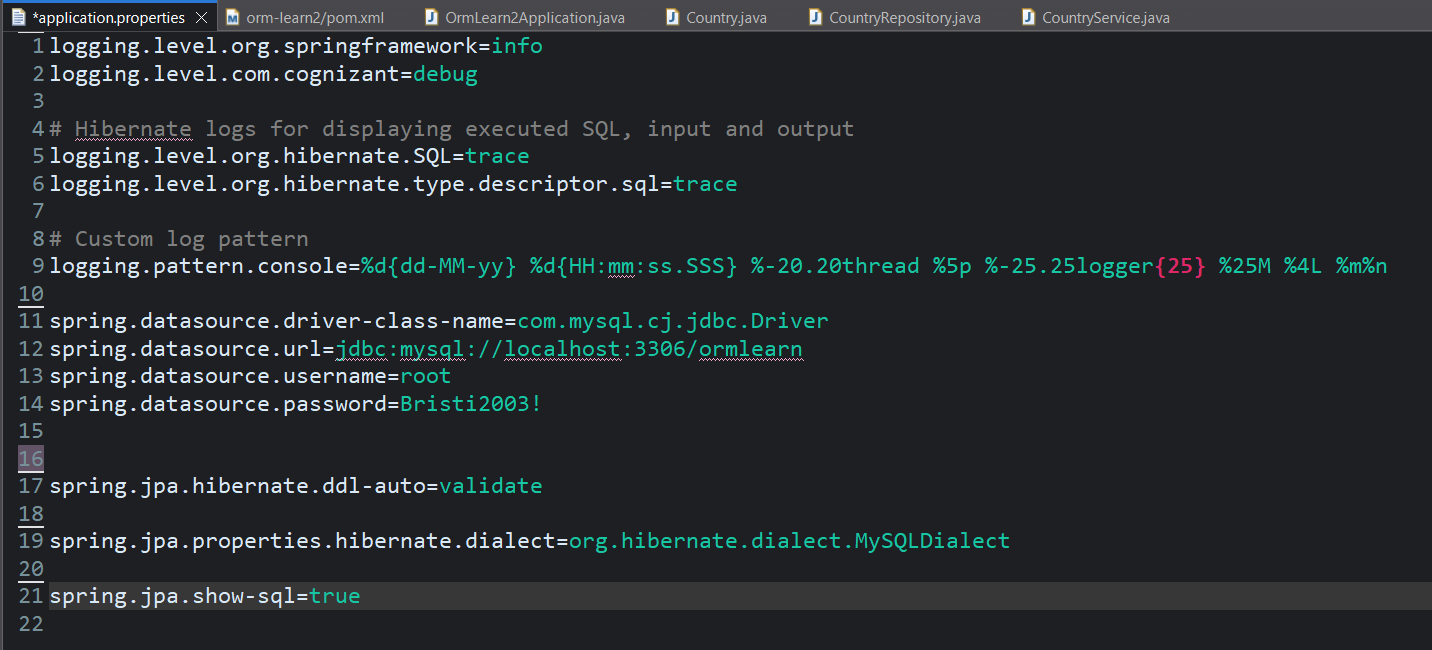 *application.properties orm-learn2/pom.xml OrmLearn2Application.java Country.java CountryRepository.java CountryService.java
1 logging.level.org.springframework=info
2 logging.level.com.cognizant=debug
3
4 # Hibernate logs for displaying executed SQL, input and output
5 logging.level.org.hibernate.SQL=trace
6 logging.level.org.hibernate.type.descriptor.sql=trace
7
8 # Custom log pattern
9 logging.pattern.console=%d{dd-MM-yy} %d{HH:mm:ss.SSS} %-20.20thread %5p %-25.25logger{25} %25M %4L %m%n
10
11 spring.datasource.driver-class-name=com.mysql.cj.jdbc.Driver
12 spring.datasource.url=jdbc:mysql://localhost:3306/ormlearn
13 spring.datasource.username=root
14 spring.datasource.password=Bristi2003!
15
16
17 spring.jpa.hibernate.ddl-auto=validate
18
19 spring.jpa.properties.hibernate.dialect=org.hibernate.dialect.MySQLDialect
20
21 spring.jpa.show-sql=true
22